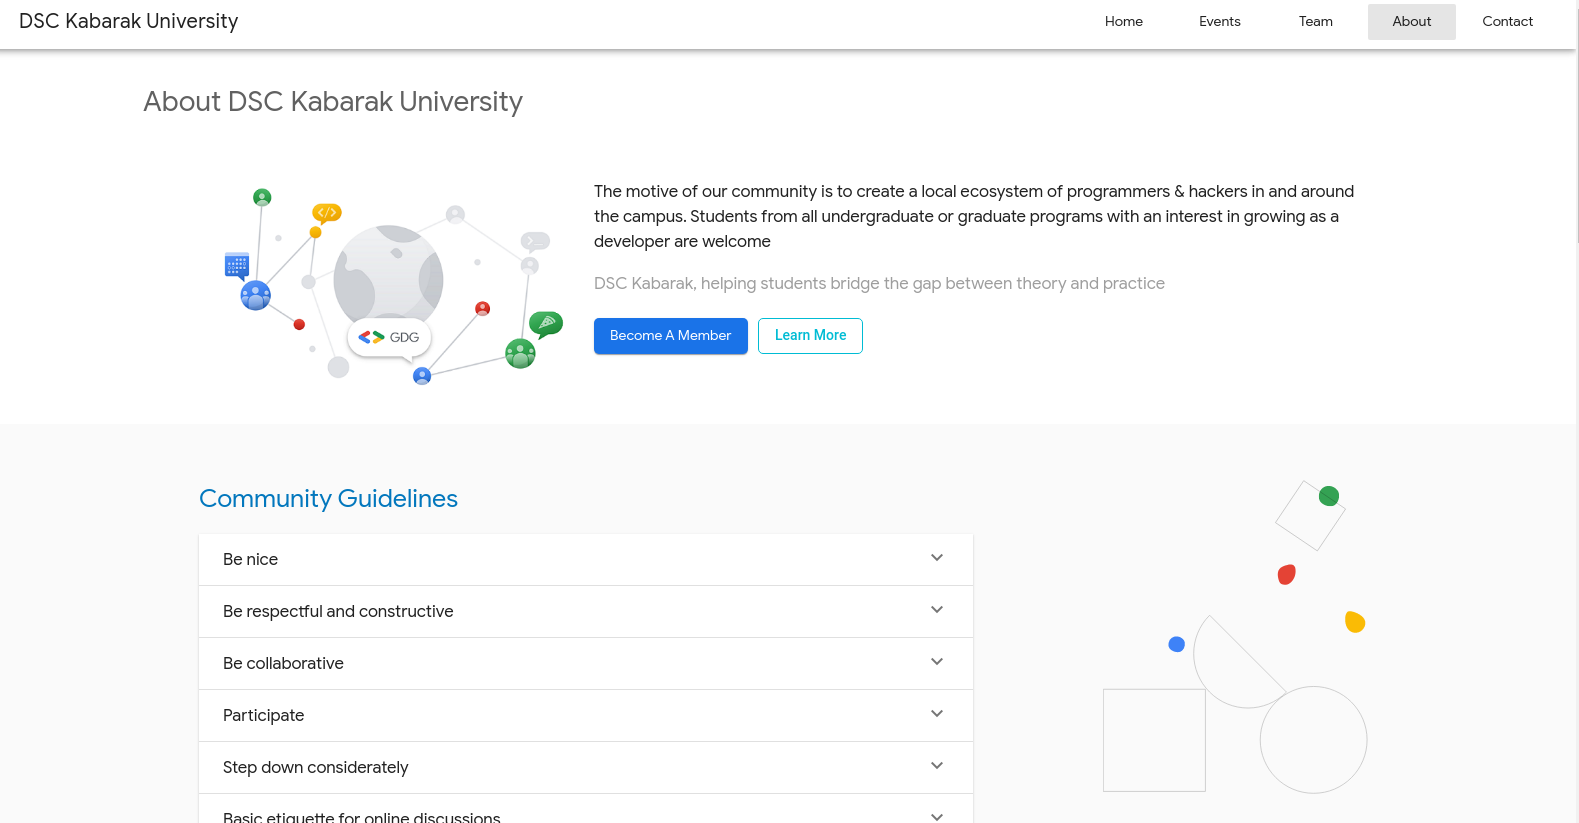 DSC Kabarak University
Home
Events
Team
About
Contact
About DSC Kabarak University
The motive of our community is to create a local ecosystem of programmers & hackers in and around
the campus. Students from all undergraduate or graduate programs with an interest in growing as a
developer are welcome
DSC Kabarak, helping students bridge the gap between theory and practice
Become A Member
Learn More
GDG
Community Guidelines
Be nice
Be respectful and constructive
Be collaborative
Participate
Step down considerately
Basic etiquette for online discussions